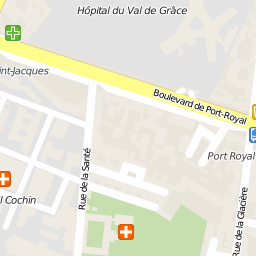 Hôpital du Val de Grâce
int-Jacques
Boulevard de Port-Royal
Port Royal
Rue de la Santé
l Cochin
Rue de la Glacière